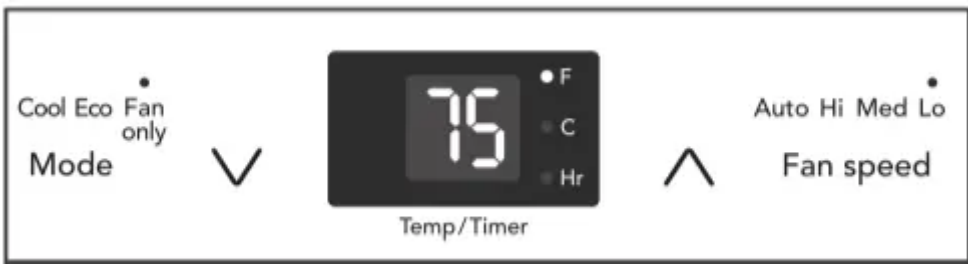 Cool Eco Fan
only
Mode
75
F
C
Hr
Temp/Timer
Auto Hi Med Lo
Fan speed